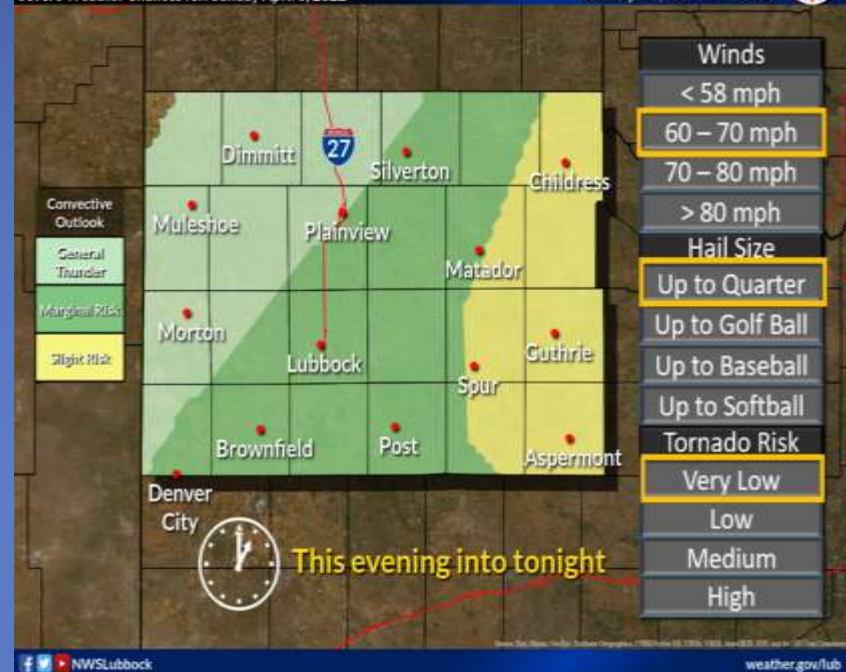 Winds
< 58 mph
60 – 70 mph
70 – 80 mph
> 80 mph
Hail Size
Up to Quarter
Up to Golf Ball
Up to Baseball
Up to Softball
Tornado Risk
Very Low
Low
Medium
High
Convective
Outlook
General
Thunder
Marginal Risk
Slight Risk
27
Dimmitt
Silverton
Childress
Muleshoe
Plainview
Matador
Morton
Lubbock
Guthrie
Spur
Brownfield
Post
Aspermont
Denver
City
This evening into tonight
NWSLubbock
weather.gov/lub